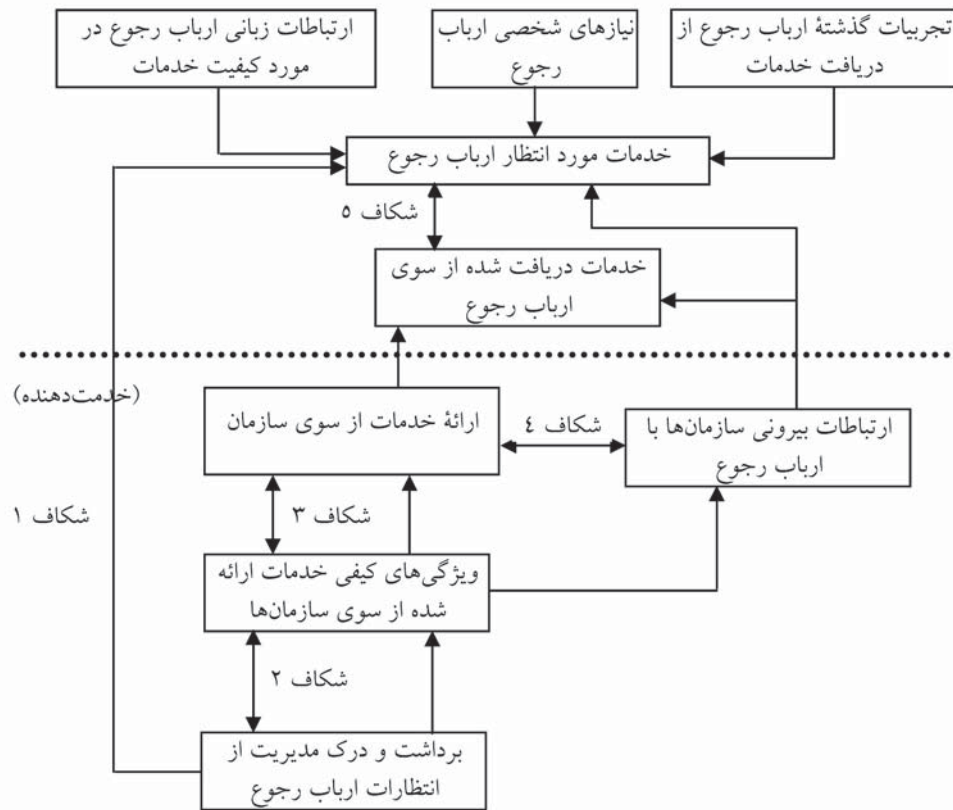 تجربیات گذشتهٔ ارباب رجوع از
دریافت خدمات
نیازهای شخصی ارباب
رجوع
ارتباطات زبانی ارباب رجوع در
مورد کیفیت خدمات
خدمات مورد انتظار ارباب رجوع
شکاف ٥
خدمات دریافت شده از سوی
ارباب رجوع
(خدمت‌دهنده)
ارتباطات بیرونی سازمان‌ها با
ارباب رجوع
شکاف ٤
ارائهٔ خدمات از سوی سازمان
شکاف ۳
شکاف ۱
ویژگی‌های کیفی خدمات ارائه
شده از سوی سازمان‌ها
شکاف ۲
برداشت و درک مدیریت از
انتظارات ارباب رجوع